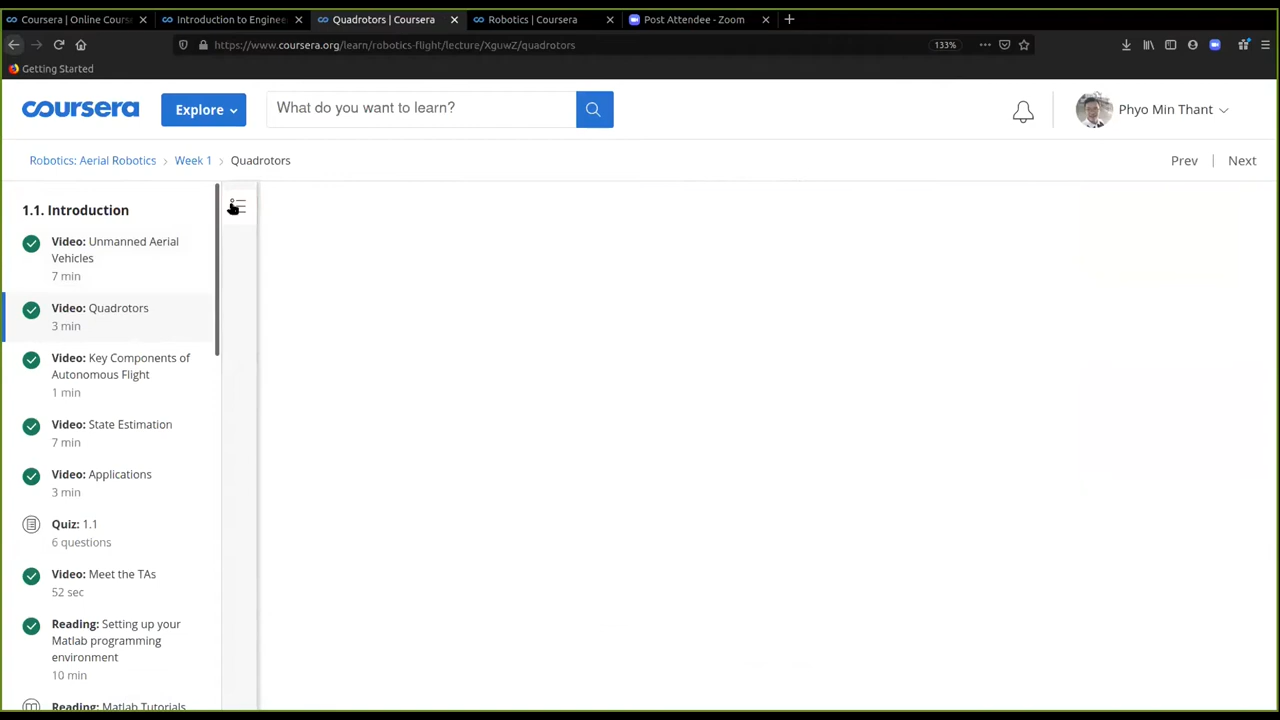 Coursera | Online Cours
Introduction to Enginee
Quadrotors | Coursera
Robotics | Coursera
Post Attendee - Zoom
https://www.coursera.org/learn/robotics-flight/lecture/XguwZ/quadrotors
133%
Getting Started
coursera
Explore
What do you want to learn?
Phyo Min Thant
Robotics: Aerial Robotics > Week 1 > Quadrotors
Prev | Next
1.1. Introduction
Video: Unmanned Aerial
Vehicles
7 min
Video: Quadrotors
3 min
Video: Key Components of
Autonomous Flight
1 min
Video: State Estimation
7 min
Video: Applications
3 min
Quiz: 1.1
6 questions
Video: Meet the TAs
52 sec
Reading: Setting up your
Matlab programming
environment
10 min
Reading: Matlab Tutorials